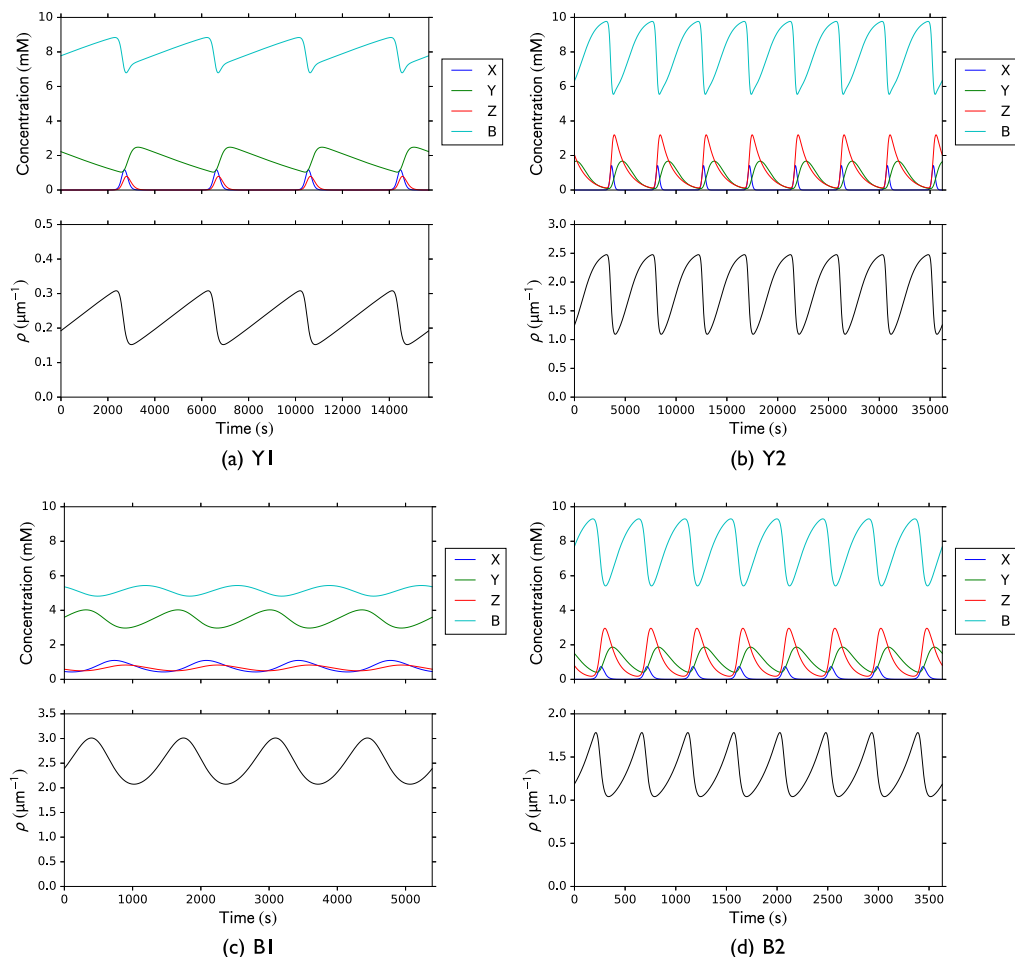 10
8
6
4
2
0
Concentration (mM)
X
Y
Z
B
0.5
0.4
0.3
0.2
0.1
0.0
ρ (μm⁻¹)
0 2000 4000 6000 8000 10000 12000 14000
Time (s)
(a) Y1
10
8
6
4
2
0
Concentration (mM)
X
Y
Z
B
3.0
2.5
2.0
1.5
1.0
0.5
0.0
ρ (μm⁻¹)
0 5000 10000 15000 20000 25000 30000 35000
Time (s)
(b) Y2
10
8
6
4
2
0
Concentration (mM)
X
Y
Z
B
3.5
3.0
2.5
2.0
1.5
1.0
0.5
0.0
ρ (μm⁻¹)
0 1000 2000 3000 4000 5000
Time (s)
(c) B1
10
8
6
4
2
0
Concentration (mM)
X
Y
Z
B
2.0
1.5
1.0
0.5
0.0
ρ (μm⁻¹)
0 500 1000 1500 2000 2500 3000 3500
Time (s)
(d) B2